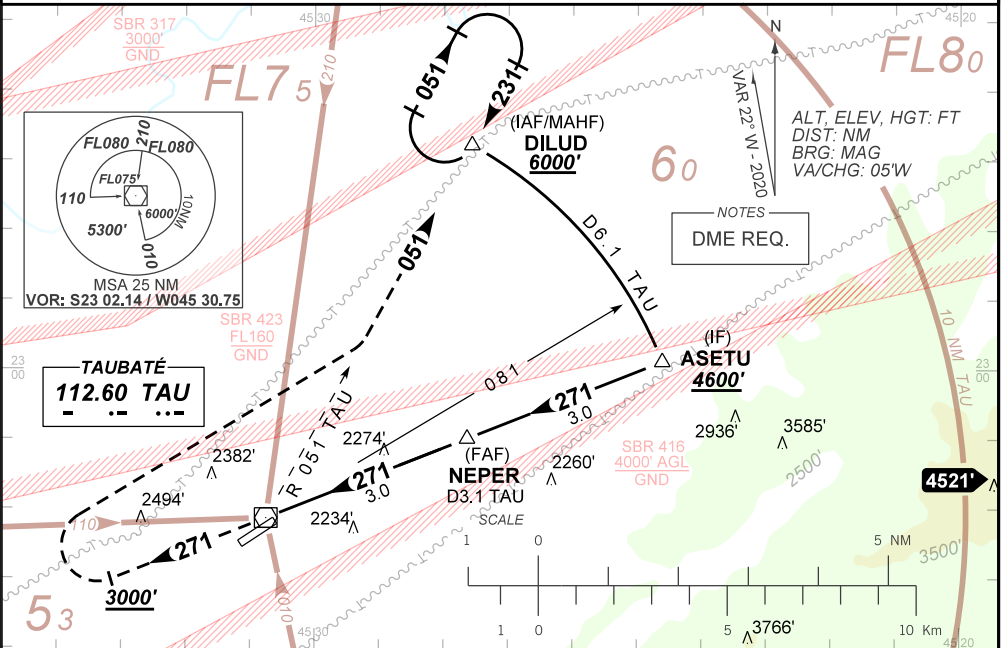 45 30
45 20
SBR 317
3000'
GND
210
FL7 5
FL80
N
VAR 22° W - 2020
ALT, ELEV, HGT: FT
DIST: NM
BRG: MAG
VA/CHG: 05'W
051
231
(IAF/MAHF)
DILUD
6000'
60
NOTES
DME REQ.
FL080
210
FL080
FL075
110
6000'
10NM
5300'
010
MSA 25 NM
VOR: S23 02.14 / W045 30.75
D6.1 TAU
051
SBR 423
FL160
GND
10 NM TAU
23
00
23
00
TAUBATÉ
112.60 TAU
- .- ..-
(IF)
ASETU
4600'
081
R 051 TAU
271
3.0
2936'
3585'
2274'
2382'
SBR 416
4000' AGL
GND
2500'
(FAF)
NEPER
D3.1 TAU
2260'
271
3.0
4521'
2494'
2234'
110
SCALE
271
1 0 5 NM
3500'
3000'
53
010
1 0 5 10 Km
3766'
45 30
45 20